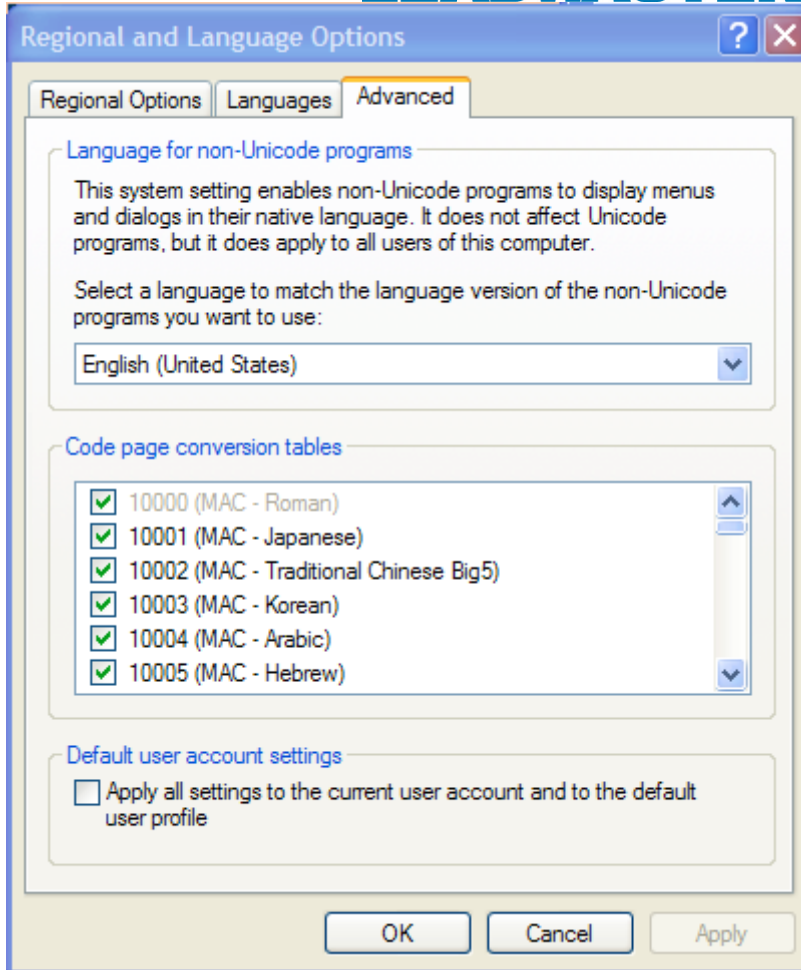 Regional and Language Options
Regional Options Languages Advanced
Language for non-Unicode programs
This system setting enables non-Unicode programs to display menus
and dialogs in their native language. It does not affect Unicode
programs, but it does apply to all users of this computer.
Select a language to match the language version of the non-Unicode
programs you want to use:
English (United States)
Code page conversion tables
10000 (MAC - Roman)
10001 (MAC - Japanese)
10002 (MAC - Traditional Chinese Big5)
10003 (MAC - Korean)
10004 (MAC - Arabic)
10005 (MAC - Hebrew)
Default user account settings
Apply all settings to the current user account and to the default
user profile
OK Cancel Apply